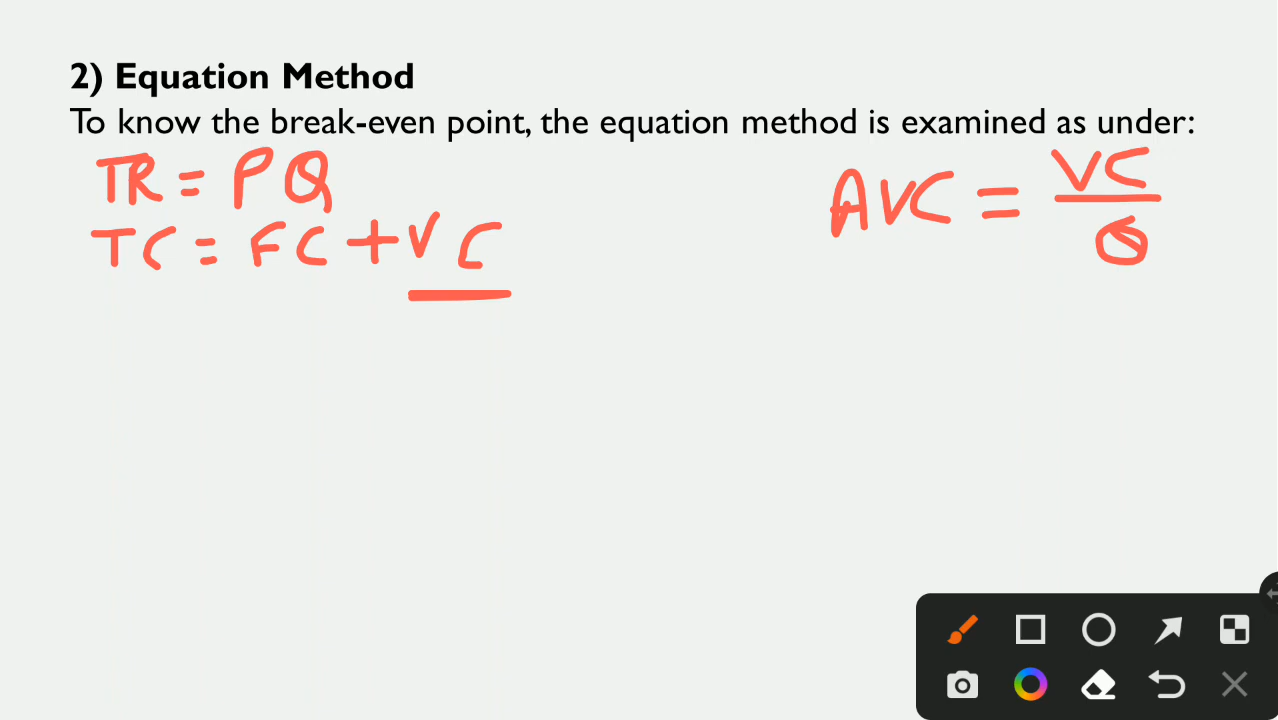 2) Equation Method
To know the break-even point, the equation method is examined as under:
TR = PQ
TC = FC + VC
AVC = VC
Q